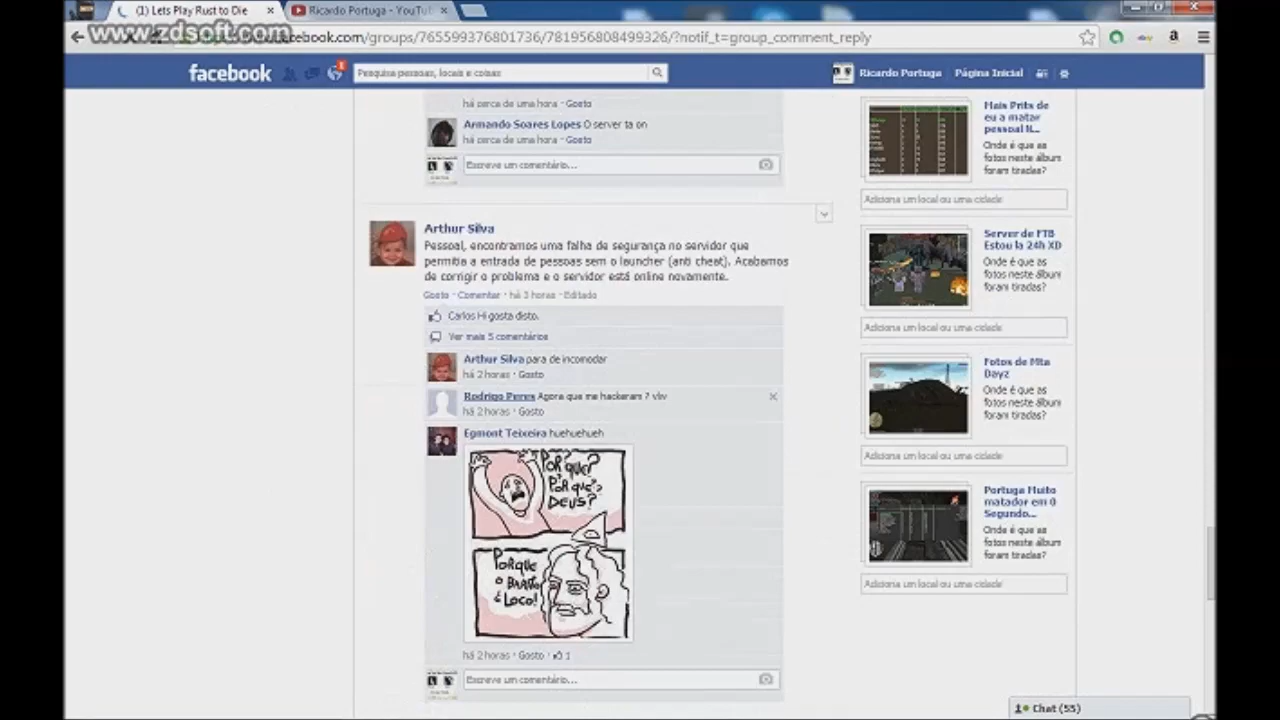 (1) Lets Play Rust to Die
Ricardo Portuga - YouTu
www.zdsoft.com
facebook.com/groups/765599376801736/781956808499326/?notif_t=group_comment_reply
facebook
1
Pesquisa pessoas, locais e coisas
Ricardo Portuga
Página Inicial
há cerca de uma hora · Gosto
Armando Soares Lopes O server ta on
há cerca de uma hora · Gosto
Escreve um comentário...
Arthur Silva
Pessoal, encontramos uma falha de segurança no servidor que
permitia a entrada de pessoas sem o launcher (anti cheat). Acabamos
de corrigir o problema e o servidor está online novamente.
Gosto · Comentar · há 3 horas · Editado
Carlos Hi gosta disto.
Ver mais 5 comentários
Arthur Silva para de incomodar
há 2 horas · Gosto
Rodrigo Peres Agora que me hackeram ? vlw
há 2 horas · Gosto
Egmont Teixeira huehuehueh
Por que?
Por que,
Deus?
Porque
o
é loco!
há 2 horas · Gosto · 1
Escreve um comentário...
Mais Prits de
eu a matar
pessoal
Onde é que as
fotos neste álbum
foram tiradas?
Adiciona um local ou uma cidade
Server de FTB
Estou la 24h XD
Onde é que as
fotos neste álbum
foram tiradas?
Adiciona um local ou uma cidade
Fotos de Mta
Dayz
Onde é que as
fotos neste álbum
foram tiradas?
Adiciona um local ou uma cidade
Portuga Muito
matador em 0
Segundo...
Onde é que as
fotos neste álbum
foram tiradas?
Adiciona um local ou uma cidade
Chat (55)